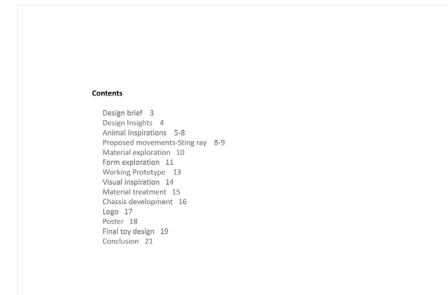 Contents
Design brief 3
Design Insights 4
Animal Inspirations 5-8
Proposed movements-Sting ray 8-9
Material exploration 10
Form exploration 11
Working Prototype 13
Visual inspiration 14
Material treatment 15
Chassis development 16
Logo 17
Poster 18
Final toy design 19
Conclusion 21